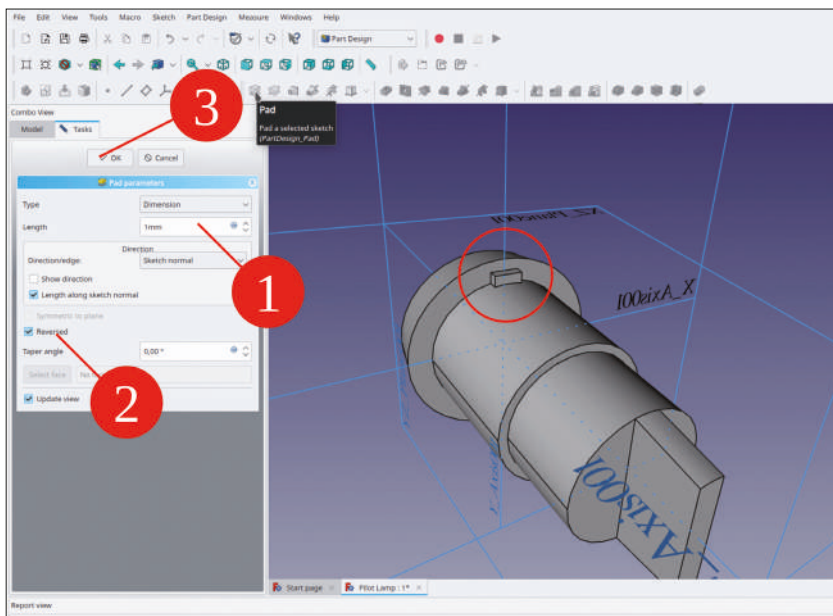 File Edit View Tools Macro Sketch Part Design Measure Windows Help
Part Design
Combo View
Model Tasks
OK Cancel
Pad
Pad a selected sketch
(PartDesign_Pad)
Pad parameters
Type Dimension
Length 1mm
Direction
Direction/edge: Sketch normal
Show direction
Length along sketch normal
Symmetric to plane
Reversed
Taper angle 0,00 °
Select face No
Update view
3
1
2
XZ_Plane001
X_Axis001
Y_Axis001
Start page Pilot Lamp : 1*
Report view